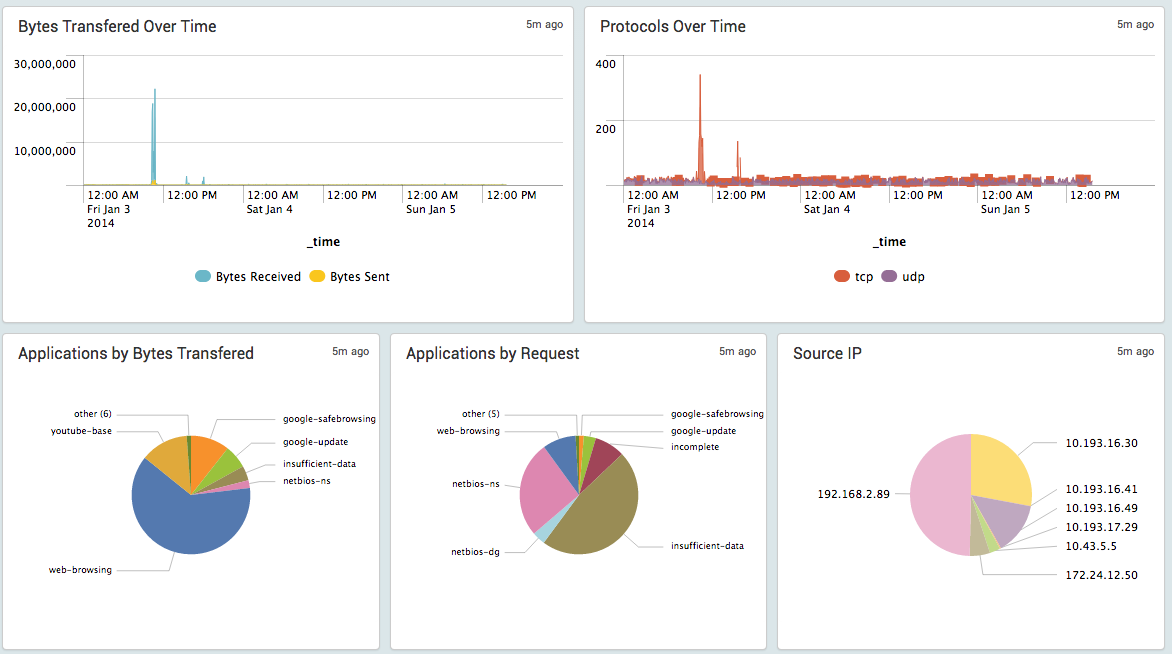 Bytes Transfered Over Time
5m ago
30,000,000
20,000,000
10,000,000
12:00 AM 12:00 PM 12:00 AM 12:00 PM 12:00 AM 12:00 PM
Fri Jan 3 Sat Jan 4 Sun Jan 5
2014
_time
Bytes Received Bytes Sent
Protocols Over Time
5m ago
400
200
12:00 AM 12:00 PM 12:00 AM 12:00 PM 12:00 AM 12:00 PM
Fri Jan 3 Sat Jan 4 Sun Jan 5
2014
_time
tcp udp
Applications by Bytes Transfered
5m ago
other (6)
youtube-base
web-browsing
google-safebrowsing
google-update
insufficient-data
netbios-ns
Applications by Request
5m ago
other (5)
web-browsing
netbios-ns
netbios-dg
google-safebrowsing
google-update
incomplete
insufficient-data
Source IP
5m ago
192.168.2.89
10.193.16.30
10.193.16.41
10.193.16.49
10.193.17.29
10.43.5.5
172.24.12.50